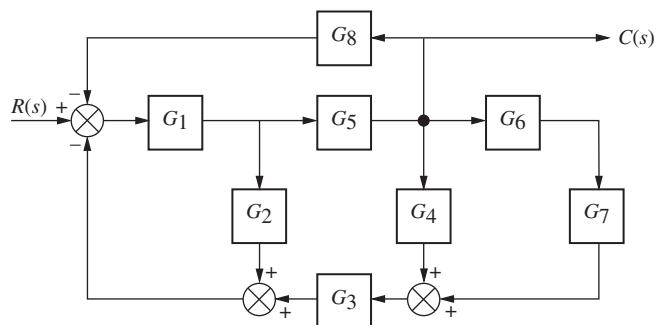 G8
C(s)
−
R(s) +
G1
G5
G6
−
G2
G4
G7
+
+
+
G3
+
+